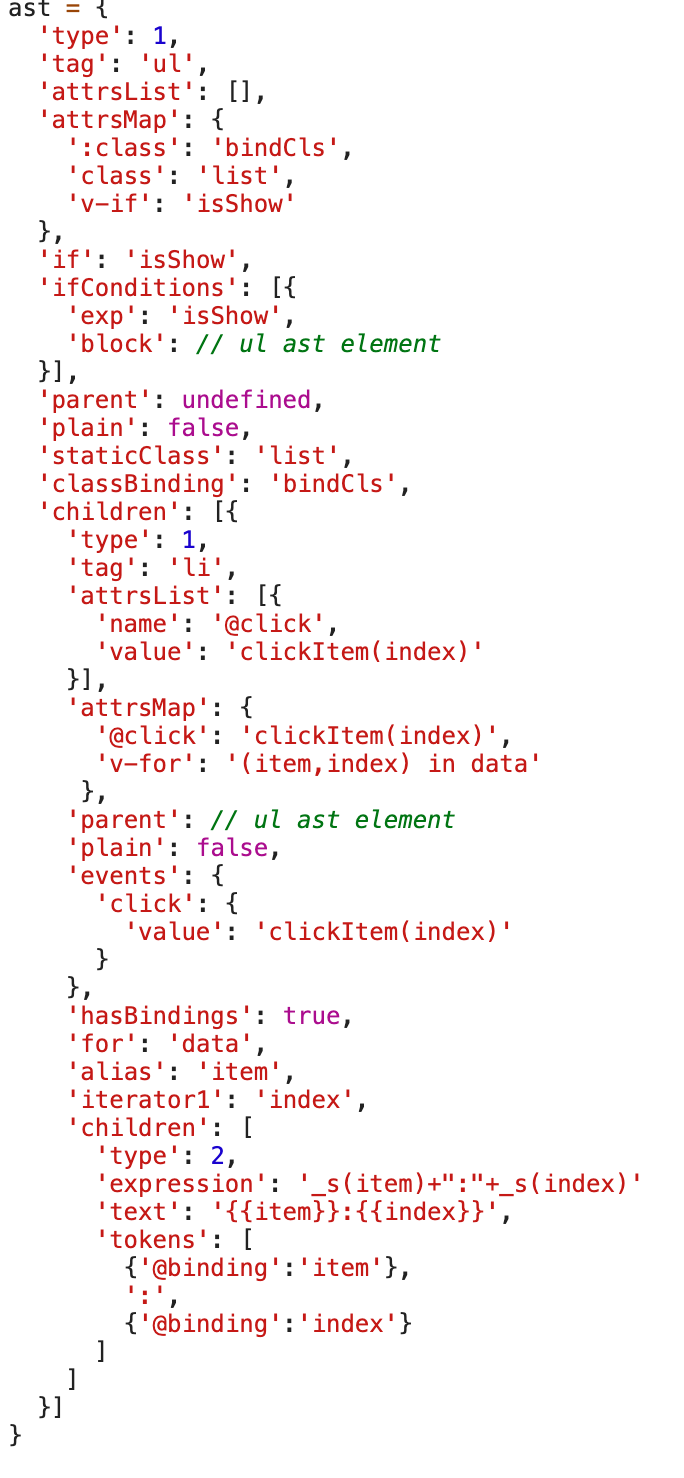 ast = {
  'type': 1,
  'tag': 'ul',
  'attrsList': [],
  'attrsMap': {
    ':class': 'bindCls',
    'class': 'list',
    'v-if': 'isShow'
  },
  'if': 'isShow',
  'ifConditions': [{
    'exp': 'isShow',
    'block': // ul ast element
  }],
  'parent': undefined,
  'plain': false,
  'staticClass': 'list',
  'classBinding': 'bindCls',
  'children': [{
    'type': 1,
    'tag': 'li',
    'attrsList': [{
      'name': '@click',
      'value': 'clickItem(index)'
    }],
    'attrsMap': {
      '@click': 'clickItem(index)',
      'v-for': '(item,index) in data'
     },
    'parent': // ul ast element
    'plain': false,
    'events': {
      'click': {
        'value': 'clickItem(index)'
      }
    },
    'hasBindings': true,
    'for': 'data',
    'alias': 'item',
    'iterator1': 'index',
    'children': [
      'type': 2,
      'expression': '_s(item)+":"+_s(index)'
      'text': '{{item}}:{{index}}',
      'tokens': [
        {'@binding':'item'},
        ':',
        {'@binding':'index'}
      ]
    ]
  }]
}